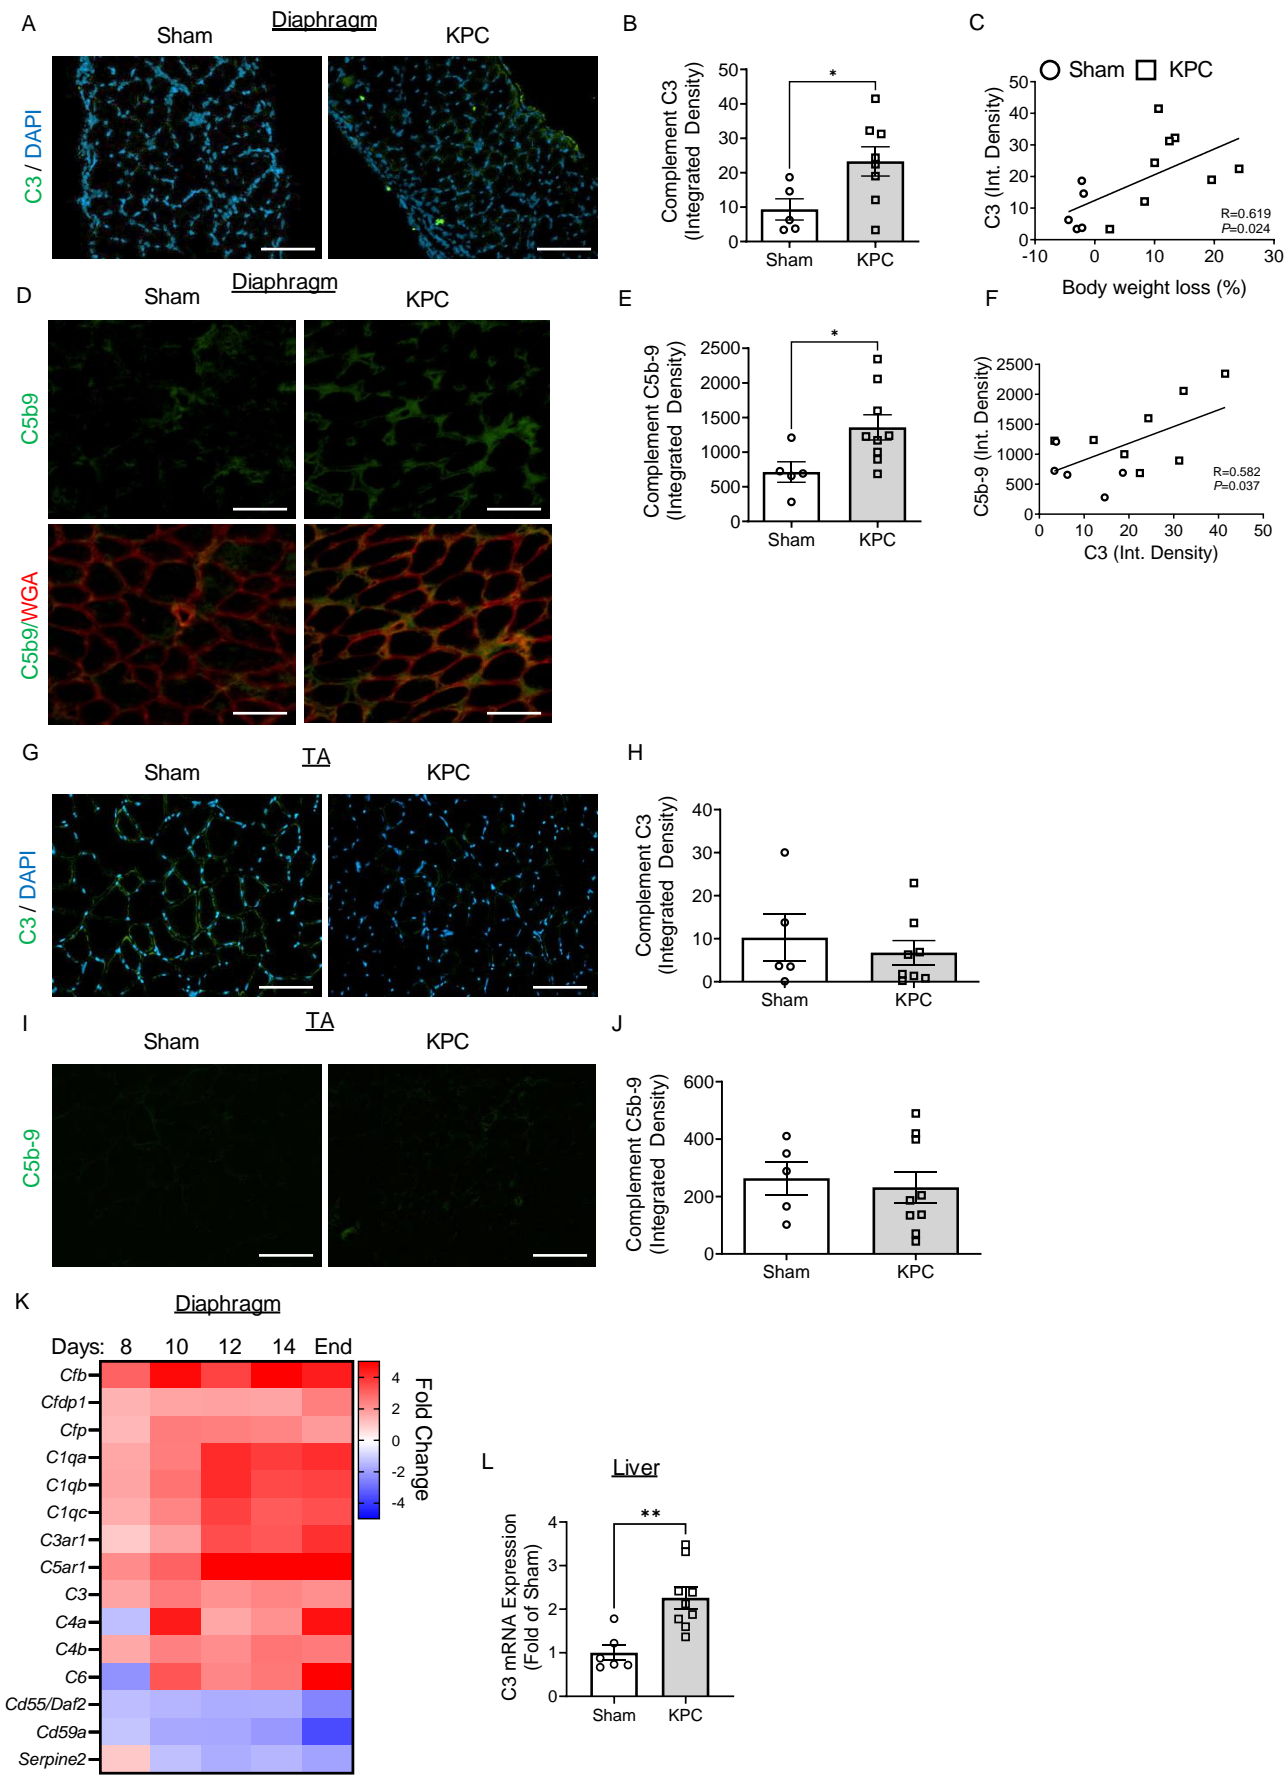 A
Diaphragm
Sham
KPC
C3 / DAPI
B
Complement C3
(Integrated Density)
50
40
30
20
10
0
*
Sham
KPC
C
Sham
KPC
C3 (Int. Density)
50
40
30
20
10
0
R=0.619
P=0.024
-10
0
10
20
30
Body weight loss (%)
D
Diaphragm
Sham
KPC
C5b9
C5b9/WGA
E
Complement C5b-9
(Integrated Density)
2500
2000
1500
1000
500
0
*
Sham
KPC
F
C5b-9 (Int. Density)
2500
2000
1500
1000
500
0
R=0.582
P=0.037
0
10
20
30
40
50
C3 (Int. Density)
G
TA
Sham
KPC
C3 / DAPI
H
Complement C3
(Integrated Density)
40
30
20
10
0
Sham
KPC
I
TA
Sham
KPC
C5b-9
J
Complement C5b-9
(Integrated Density)
600
400
200
0
Sham
KPC
K
Diaphragm
Days: 8 10 12 14 End
Cfb
Cfdp1
Cfp
C1qa
C1qb
C1qc
C3ar1
C5ar1
C3
C4a
C4b
C6
Cd55/Daf2
Cd59a
Serpine2
4
2
0
-2
-4
Fold Change
L
Liver
C3 mRNA Expression
(Fold of Sham)
4
3
2
1
0
**
Sham
KPC